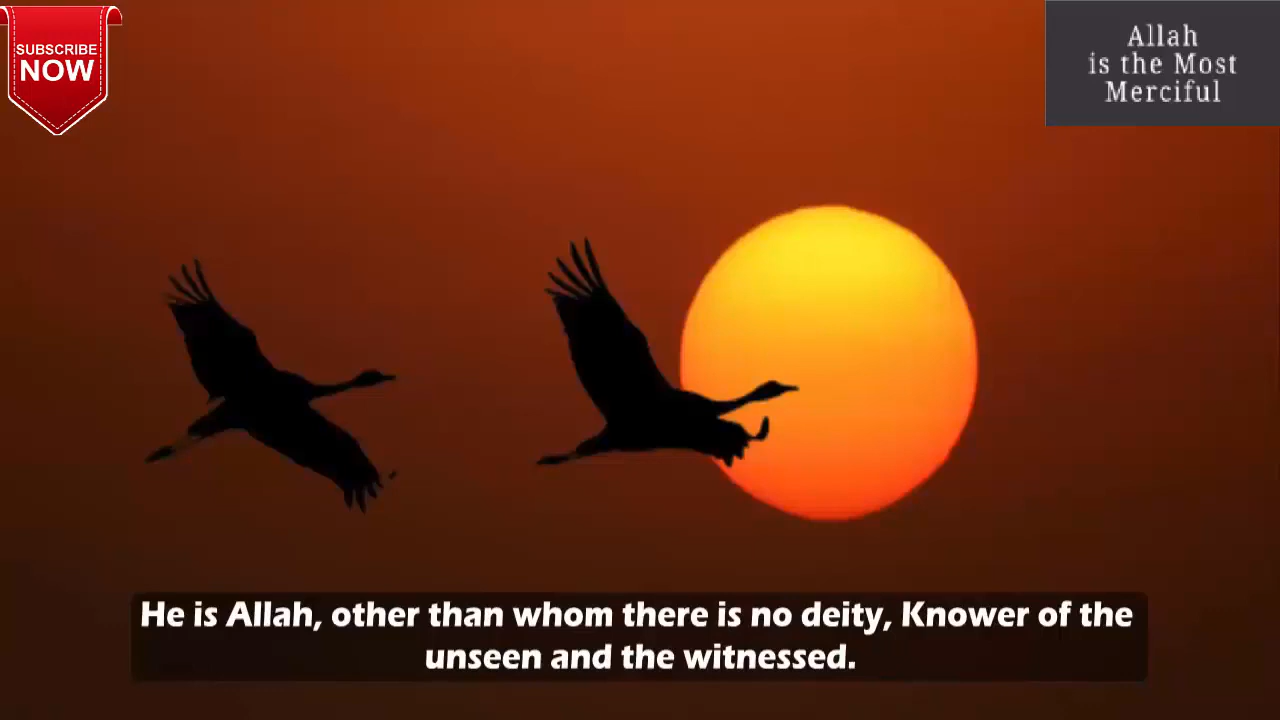 SUBSCRIBE
NOW
Allah
is the Most
Merciful
He is Allah, other than whom there is no deity, Knower of the
unseen and the witnessed.